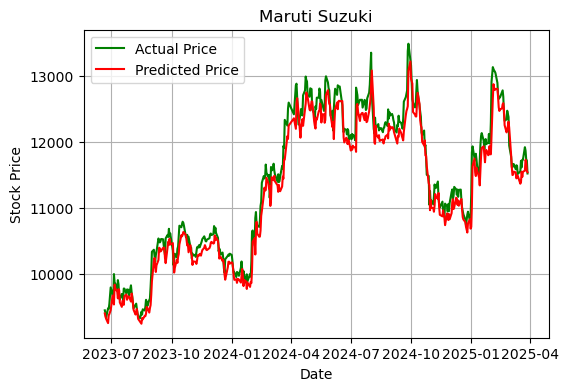 Maruti Suzuki
Actual Price
Predicted Price
Stock Price
13000
12000
11000
10000
2023-07 2023-10 2024-01 2024-04 2024-07 2024-10 2025-01 2025-04
Date